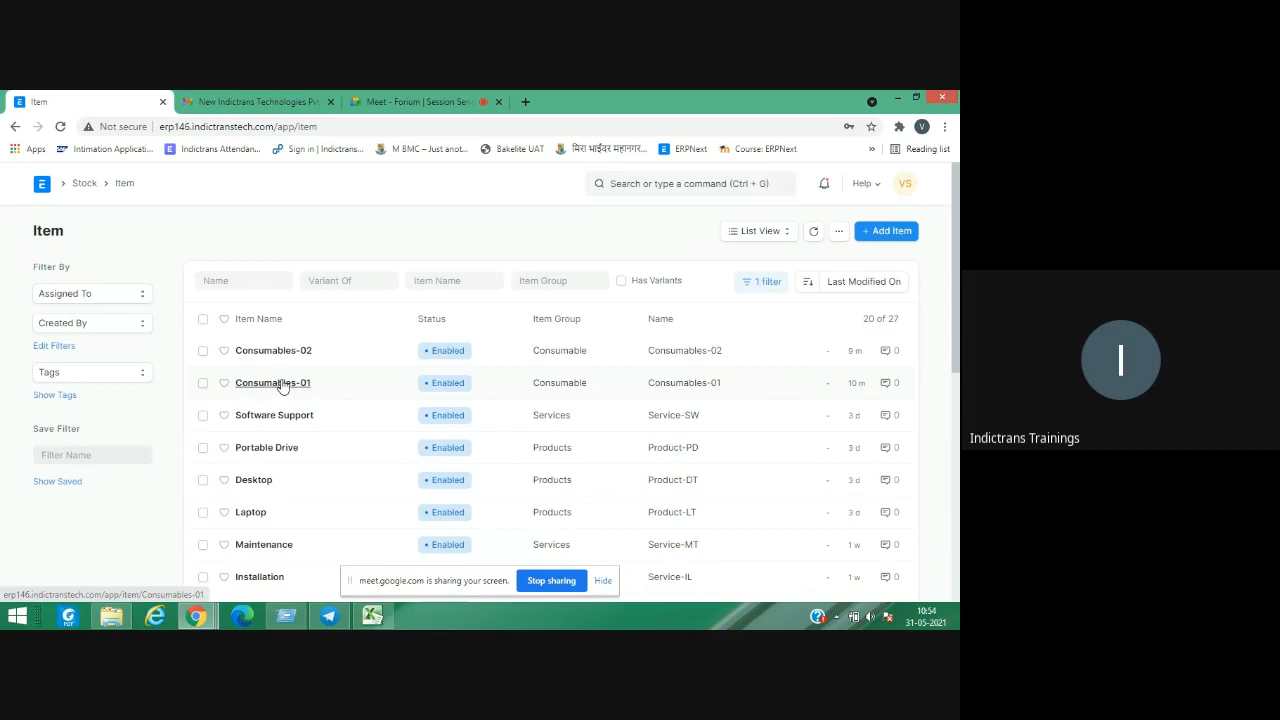 Item
New Indictrans Technologies Pvt
Meet - Forium | Session Seri
Not secure
erp146.indictranstech.com/app/item
V
Apps
Intimation Applicati...
Indictrans Attendan...
Sign in | Indictrans...
M BMC – Just anot...
Bakelite UAT
मिरा भाईंदर महानगर...
ERPNext
Course: ERPNext
»
Reading list
E
Stock
Item
Search or type a command (Ctrl + G)
Help
VS
Item
List View
...
+ Add Item
Filter By
Assigned To
Created By
Edit Filters
Tags
Show Tags
Save Filter
Filter Name
Show Saved
Name
Variant Of
Item Name
Item Group
Has Variants
1 filter
Last Modified On
Item Name Status Item Group Name 20 of 27
Consumables-02 Enabled Consumable Consumables-02 - 9 m 0
Consumables-01 Enabled Consumable Consumables-01 - 10 m 0
Software Support Enabled Services Service-SW - 3 d 0
Portable Drive Enabled Products Product-PD - 3 d 0
Desktop Enabled Products Product-DT - 3 d 0
Laptop Enabled Products Product-LT - 3 d 0
Maintenance Enabled Services Service-MT - 1 w 0
Installation Service-IL - 1 w 0
meet.google.com is sharing your screen.
Stop sharing
Hide
erp146.indictranstech.com/app/item/Consumables-01
10:54
31-05-2021
I
Indictrans Trainings